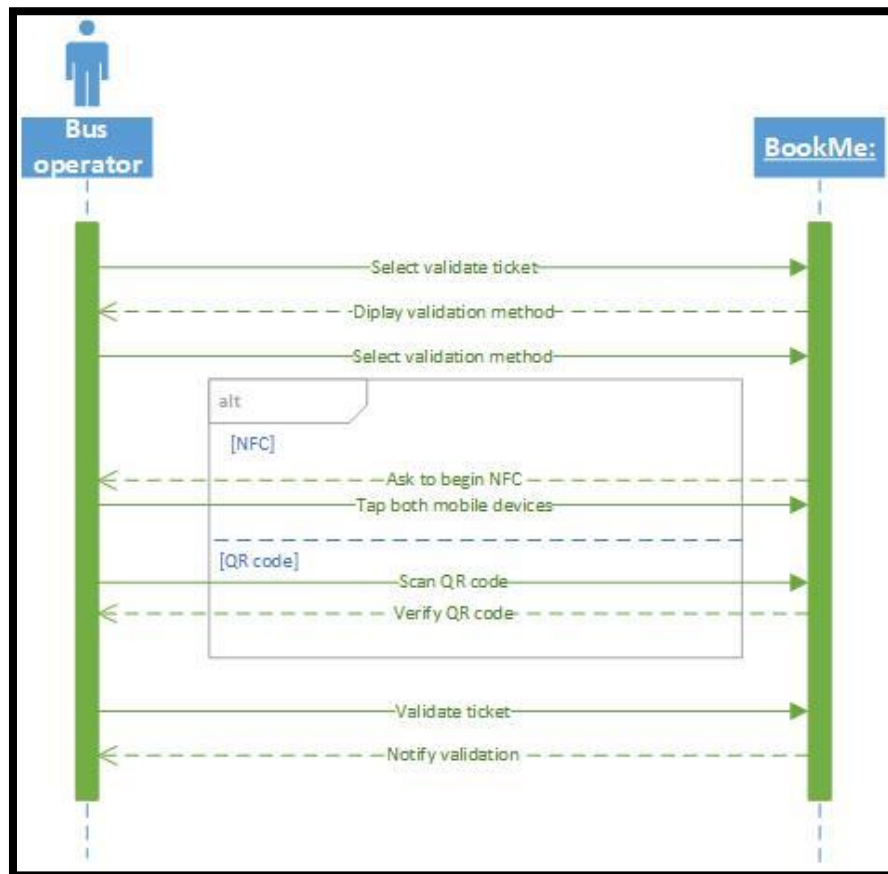 Bus
operator
BookMe:
Select validate ticket
Diplay validation method
Select validation method
alt
[NFC]
Ask to begin NFC
Tap both mobile devices
[QR code]
Scan QR code
Verify QR code
Validate ticket
Notify validation